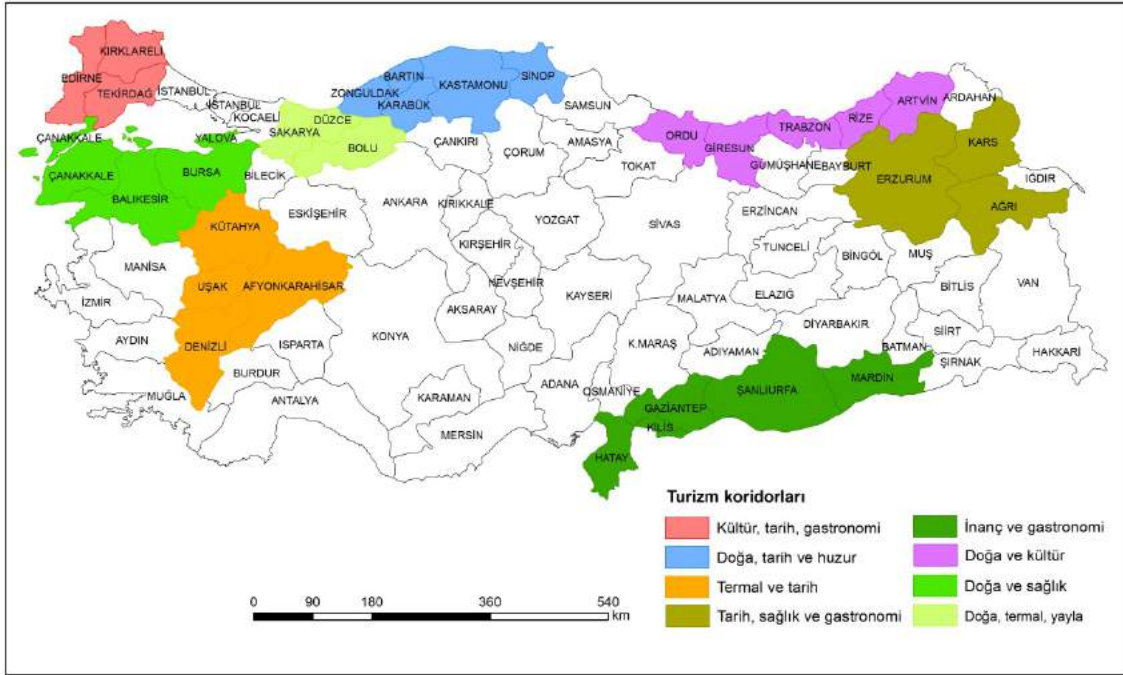 KIRKLARELİ
EDİRNE
TEKİRDAĞ
İSTANBUL
İSTANBUL
KOCAELİ
ÇANAKKALE
YALOVA
SAKARYA
DÜZCE
BOLU
ZONGULDAK
BARTIN
KARABÜK
KASTAMONU
SİNOP
SAMSUN
ÇANKIRI
ÇORUM
AMASYA
TOKAT
ORDU
GİRESUN
TRABZON
RİZE
ARTVİN
ARDAHAN
GÜMÜŞHANE
BAYBURT
KARS
ERZURUM
IĞDIR
AĞRI
ÇANAKKALE
BURSA
BİLECİK
BALIKESİR
ESKİŞEHİR
KÜTAHYA
ANKARA
KIRIKKALE
YOZGAT
SİVAS
ERZİNCAN
TUNCELİ
BİNGÖL
MUŞ
KIRŞEHİR
MANİSA
UŞAK
AFYONKARAHİSAR
NEVŞEHİR
KAYSERİ
MALATYA
ELAZIĞ
BİTLİS
VAN
İZMİR
AKSARAY
DİYARBAKIR
SİİRT
AYDIN
DENİZLİ
ISPARTA
KONYA
NİĞDE
K.MARAŞ
ADIYAMAN
BATMAN
ŞIRNAK
HAKKARİ
BURDUR
MUĞLA
ANTALYA
KARAMAN
MERSİN
ADANA
OSMANİYE
GAZİANTEP
KİLİS
ŞANLIURFA
MARDİN
HATAY
Turizm koridorları
Kültür, tarih, gastronomi
Doğa, tarih ve huzur
Termal ve tarih
Tarih, sağlık ve gastronomi
İnanç ve gastronomi
Doğa ve kültür
Doğa ve sağlık
Doğa, termal, yayla
0 90 180 360 540
km